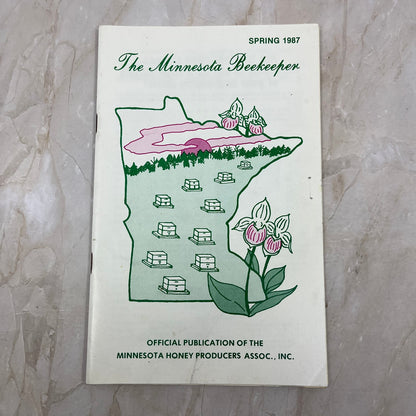 SPRING 1987
The Minnesota Beekeeper
OFFICIAL PUBLICATION OF THE
MINNESOTA HONEY PRODUCERS ASSOC., INC.